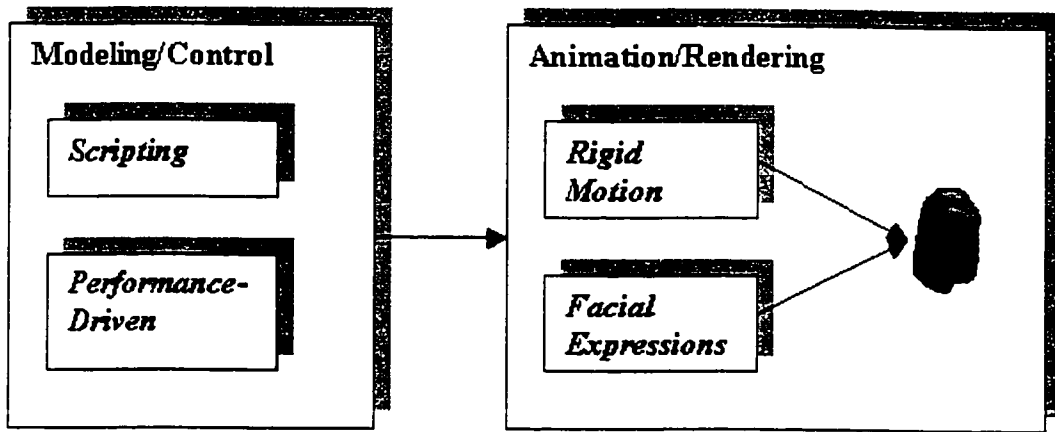 Modeling/Control
Scripting
Performance-
Driven
Animation/Rendering
Rigid
Motion
Facial
Expressions